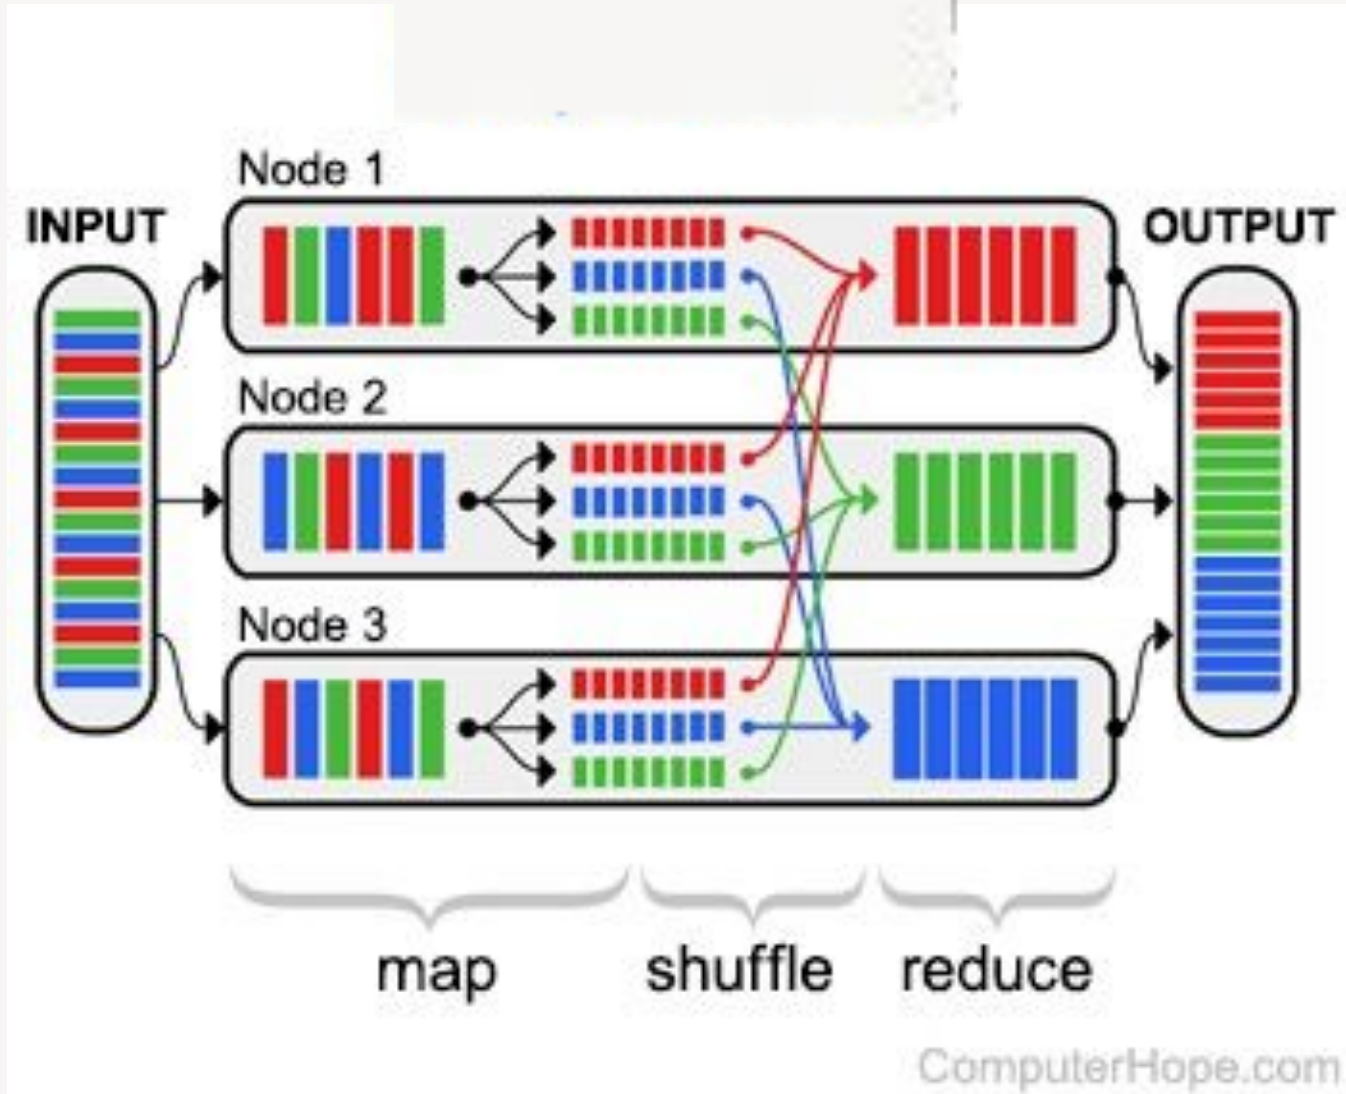 Node 1
INPUT
OUTPUT
Node 2
Node 3
map
shuffle
reduce
ComputerHope.com